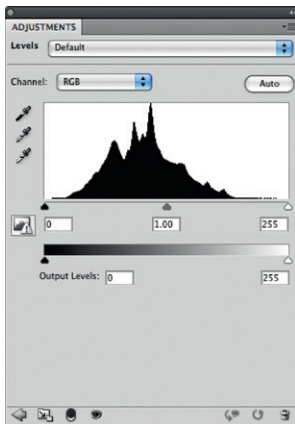 ADJUSTMENTS
Levels Default
Channel: RGB Auto
0 1.00 255
Output Levels: 0 255